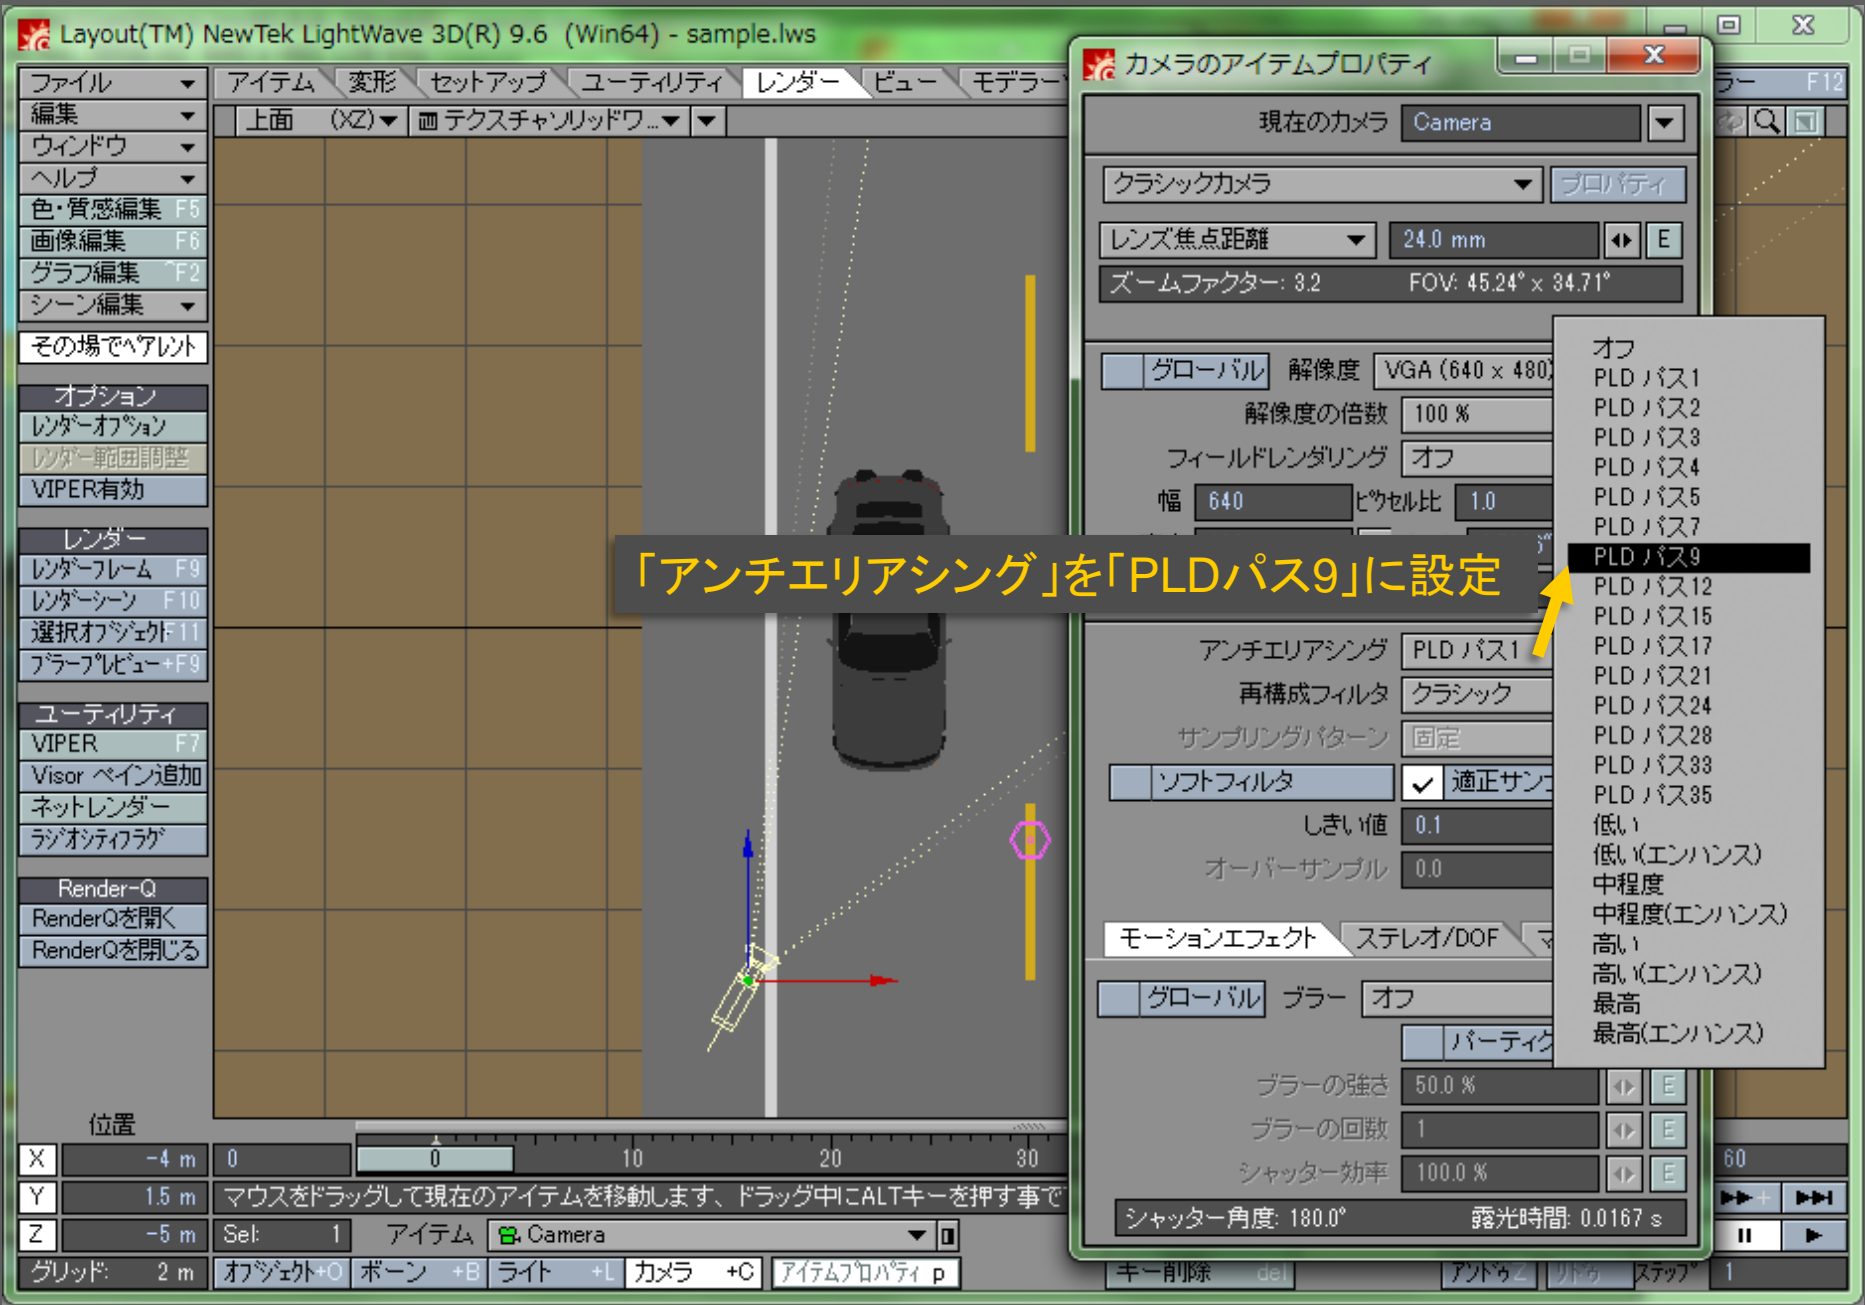 Layout(TM) NewTek LightWave 3D(R) 9.6 (Win64) - sample.lws
ファイル
編集
ウィンドウ
ヘルプ
色・質感編集 F5
画像編集 F6
グラフ編集 ^F2
シーン編集
その場でペアレント
オプション
レンダーオプション
レンダー範囲調整
VIPER有効
レンダー
レンダーフレーム F9
レンダーシーン F10
選択オブジェクト F11
ブラープレビュー +F9
ユーティリティ
VIPER F7
Visor ペイン追加
ネットレンダー
ラジオシティフラグ
Render-Q
RenderQを開く
RenderQを閉じる
アイテム 変形 セットアップ ユーティリティ レンダー ビュー モデラー
ラー F12
上面 (XZ) テクスチャソリッドワ...
カメラのアイテムプロパティ
現在のカメラ Camera
クラシックカメラ プロパティ
レンズ焦点距離 24.0 mm E
ズームファクター: 3.2 FOV: 45.24° x 34.71°
グローバル 解像度 VGA (640 x 480)
解像度の倍数 100 %
フィールドレンダリング オフ
幅 640 ピクセル比 1.0
「アンチエリアシング」を「PLDパス9」に設定
アンチエリアシング PLD パス1
再構成フィルタ クラシック
サンプリングパターン 固定
ソフトフィルタ 適正サン
しきい値 0.1
オーバーサンプル 0.0
モーションエフェクト ステレオ/DOF マ
グローバル ブラー オフ
パーティク
ブラーの強さ 50.0 % E
ブラーの回数 1 E
シャッター効率 100.0 % E
シャッター角度: 180.0° 露光時間: 0.0167 s
オフ
PLD パス1
PLD パス2
PLD パス3
PLD パス4
PLD パス5
PLD パス7
PLD パス9
PLD パス12
PLD パス15
PLD パス17
PLD パス21
PLD パス24
PLD パス28
PLD パス33
PLD パス35
低い
低い(エンハンス)
中程度
中程度(エンハンス)
高い
高い(エンハンス)
最高
最高(エンハンス)
位置
X -4 m 0 0 10 20 30 60
Y 1.5 m マウスをドラッグして現在のアイテムを移動します、ドラッグ中にALTキーを押す事で
Z -5 m Sel: 1 アイテム Camera
グリッド: 2 m オブジェクト+O ボーン +B ライト +L カメラ +C アイテムプロパティ p キー削除 del アンドゥ Z リドゥ ステップ 1